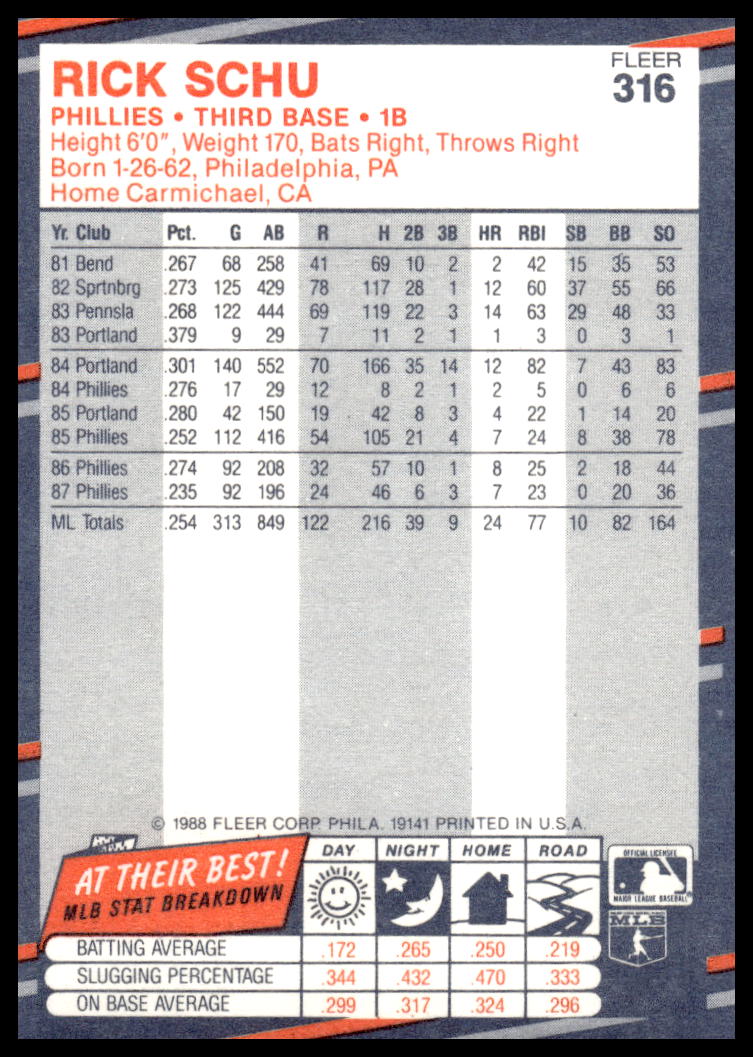 FLEER
RICK SCHU 316
PHILLIES • THIRD BASE • 1B
Height 6'0", Weight 170, Bats Right, Throws Right
Born 1-26-62, Philadelphia, PA
Home Carmichael, CA
Yr. Club Pct. G AB R H 2B 3B HR RBI SB BB SO
81 Bend .267 68 258 41 69 10 2 2 42 15 35 53
82 Sprtnbrg .273 125 429 78 117 28 1 12 60 37 55 66
83 Pennsla .268 122 444 69 119 22 3 14 63 29 48 33
83 Portland .379 9 29 7 11 2 1 1 3 0 3 1
84 Portland .301 140 552 70 166 35 14 12 82 7 43 83
84 Phillies .276 17 29 12 8 2 1 2 5 0 6 6
85 Portland .280 42 150 19 42 8 3 4 22 1 14 20
85 Phillies .252 112 416 54 105 21 4 7 24 8 38 78
86 Phillies .274 92 208 32 57 10 1 8 25 2 18 44
87 Phillies .235 92 196 24 46 6 3 7 23 0 20 36
ML Totals .254 313 849 122 216 39 9 24 77 10 82 164
© 1988 FLEER CORP. PHILA. 19141 PRINTED IN U.S.A.
AT THEIR BEST!
MLB STAT BREAKDOWN
DAY NIGHT HOME ROAD
BATTING AVERAGE .172 .265 .250 .219
SLUGGING PERCENTAGE .344 .432 .470 .333
ON BASE AVERAGE .299 .317 .324 .296
OFFICIAL LICENSEE
MAJOR LEAGUE BASEBALL
MLB